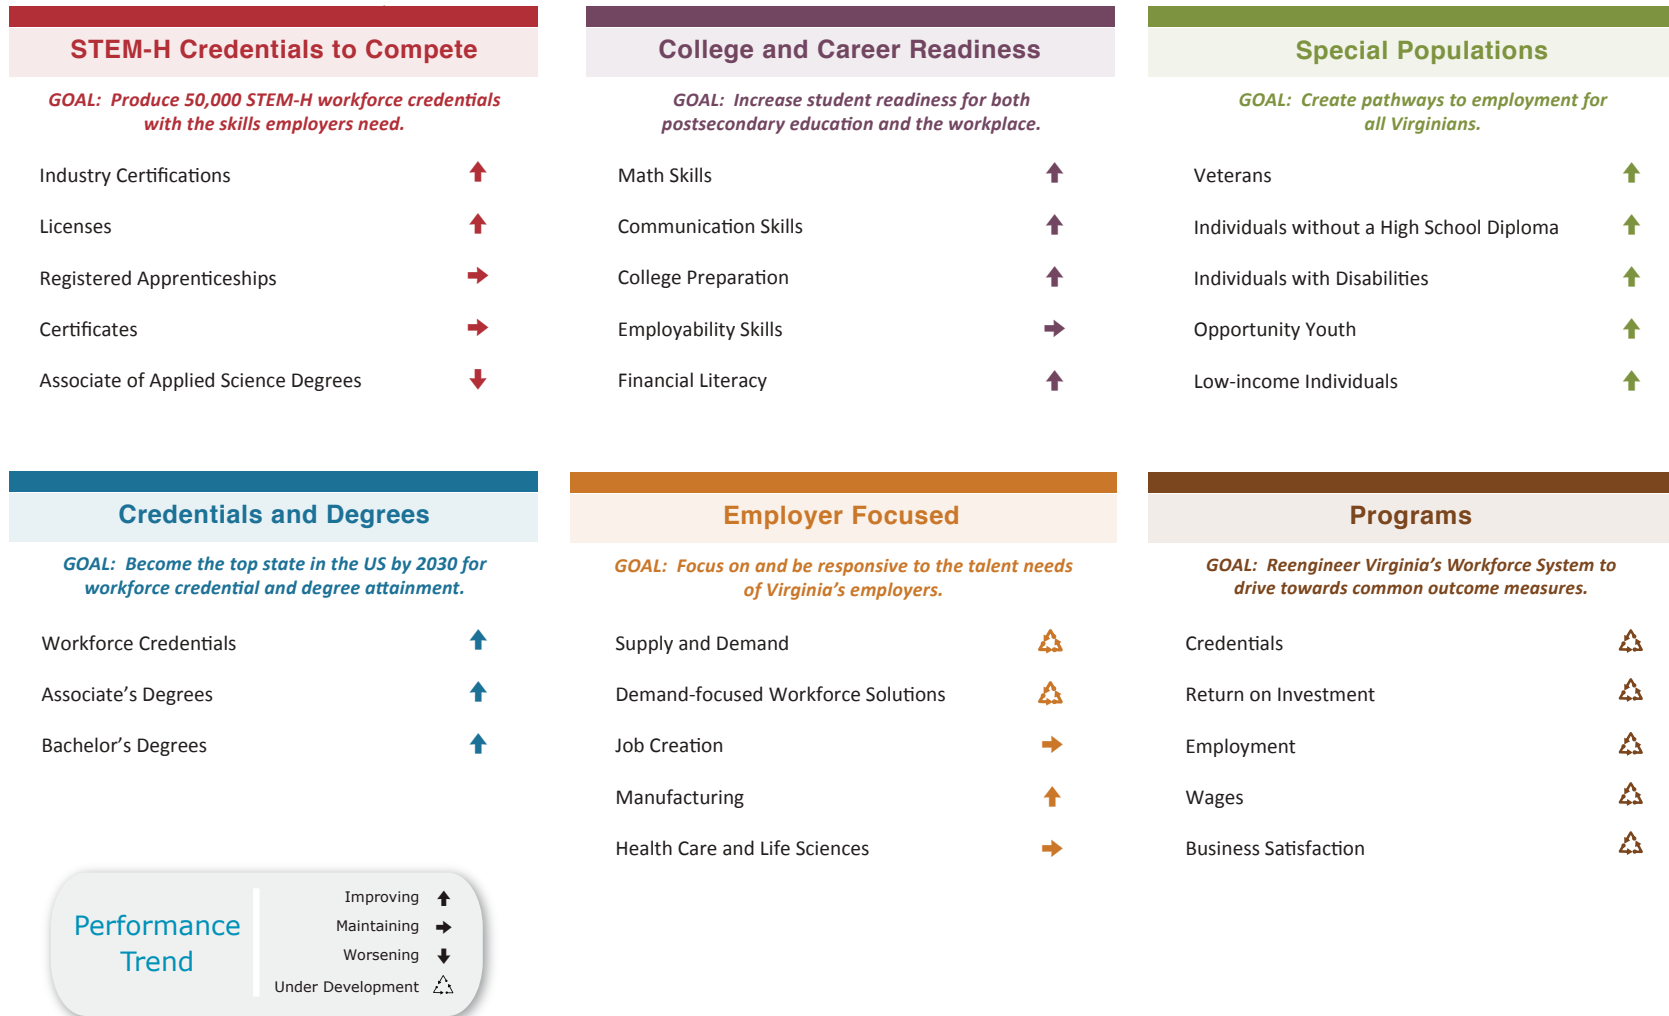 STEM-H Credentials to Compete
GOAL: Produce 50,000 STEM-H workforce credentials
with the skills employers need.
Industry Certifications
Licenses
Registered Apprenticeships
Certificates
Associate of Applied Science Degrees
College and Career Readiness
GOAL: Increase student readiness for both
postsecondary education and the workplace.
Math Skills
Communication Skills
College Preparation
Employability Skills
Financial Literacy
Special Populations
GOAL: Create pathways to employment for
all Virginians.
Veterans
Individuals without a High School Diploma
Individuals with Disabilities
Opportunity Youth
Low-income Individuals
Credentials and Degrees
GOAL: Become the top state in the US by 2030 for
workforce credential and degree attainment.
Workforce Credentials
Associate's Degrees
Bachelor's Degrees
Employer Focused
GOAL: Focus on and be responsive to the talent needs
of Virginia's employers.
Supply and Demand
Demand-focused Workforce Solutions
Job Creation
Manufacturing
Health Care and Life Sciences
Programs
GOAL: Reengineer Virginia's Workforce System to
drive towards common outcome measures.
Credentials
Return on Investment
Employment
Wages
Business Satisfaction
Performance
Trend
Improving
Maintaining
Worsening
Under Development